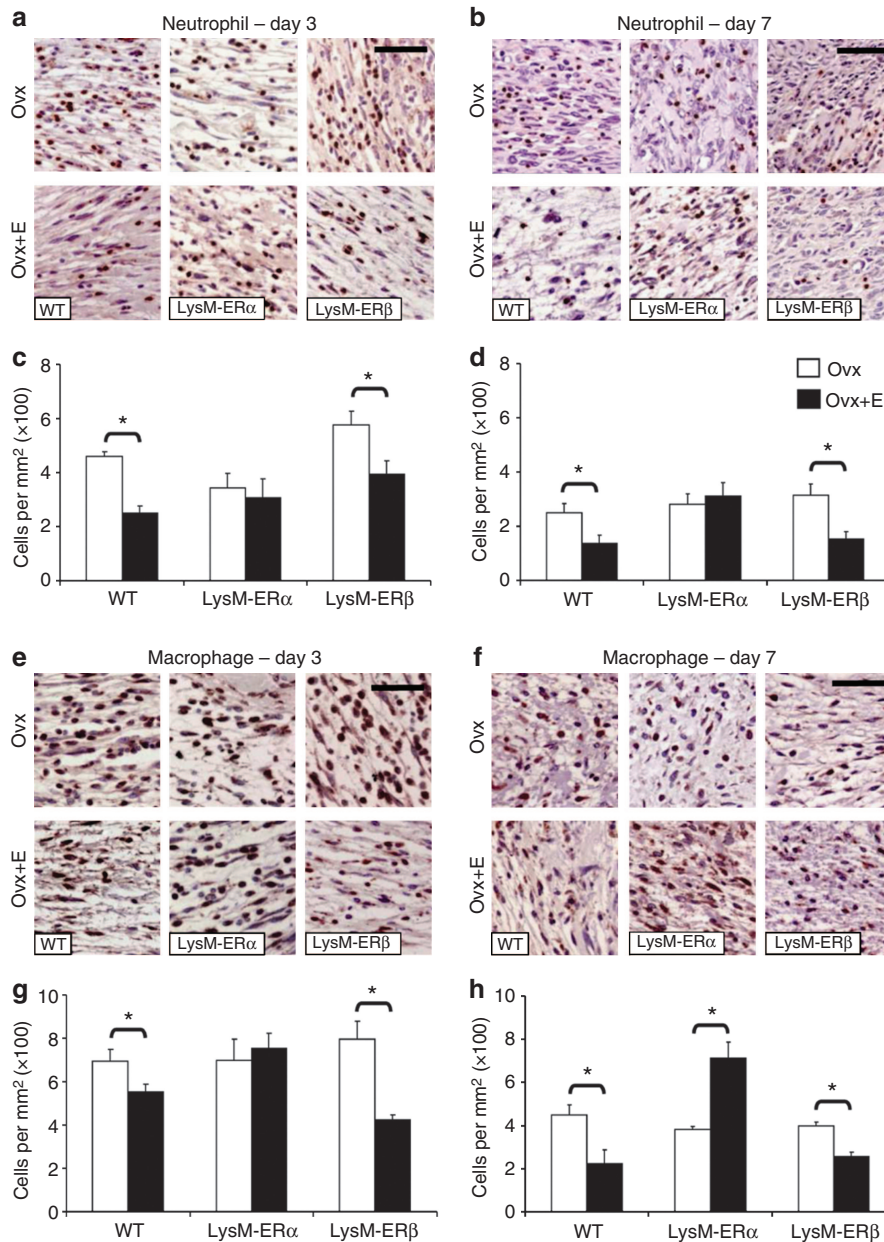 a
Neutrophil – day 3
Ovx
Ovx+E
WT
LysM-ERα
LysM-ERβ
b
Neutrophil – day 7
Ovx
Ovx+E
WT
LysM-ERα
LysM-ERβ
c
Cells per mm² (×100)
8
6
4
2
0
*
*
WT
LysM-ERα
LysM-ERβ
d
Cells per mm² (×100)
8
6
4
2
0
Ovx
Ovx+E
*
*
WT
LysM-ERα
LysM-ERβ
e
Macrophage – day 3
Ovx
Ovx+E
WT
LysM-ERα
LysM-ERβ
f
Macrophage – day 7
Ovx
Ovx+E
WT
LysM-ERα
LysM-ERβ
g
Cells per mm² (×100)
10
8
6
4
2
0
*
*
WT
LysM-ERα
LysM-ERβ
h
Cells per mm² (×100)
10
8
6
4
2
0
*
*
*
WT
LysM-ERα
LysM-ERβ